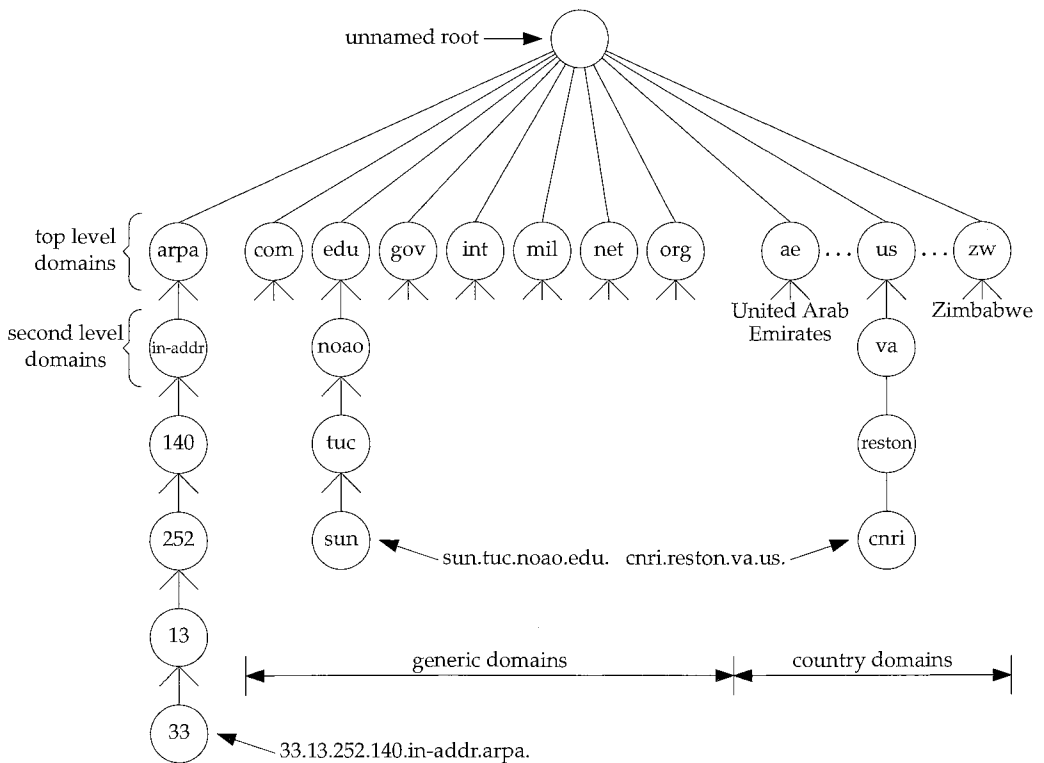 unnamed root
top level
domains
arpa com edu gov int mil net org ae ... us ... zw
United Arab
Emirates
Zimbabwe
second level
domains
in-addr noao va
140 tuc reston
252 sun cnri
sun.tuc.noao.edu. cnri.reston.va.us.
13
generic domains country domains
33
33.13.252.140.in-addr.arpa.